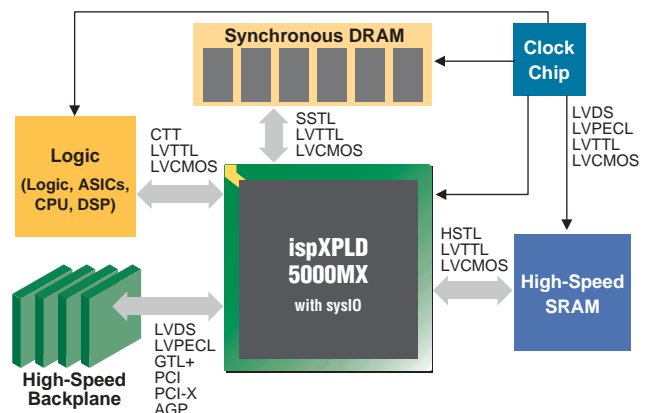 Synchronous DRAM
Clock
Chip
CTT
LVTTL
LVCMOS
SSTL
LVTTL
LVCMOS
LVDS
LVPECL
LVTTL
LVCMOS
Logic
(Logic, ASICs,
CPU, DSP)
ispXPLD
5000MX
with sysIO
HSTL
LVTTL
LVCMOS
High-Speed
SRAM
High-Speed
Backplane
LVDS
LVPECL
GTL+
PCI
PCI-X
AGP